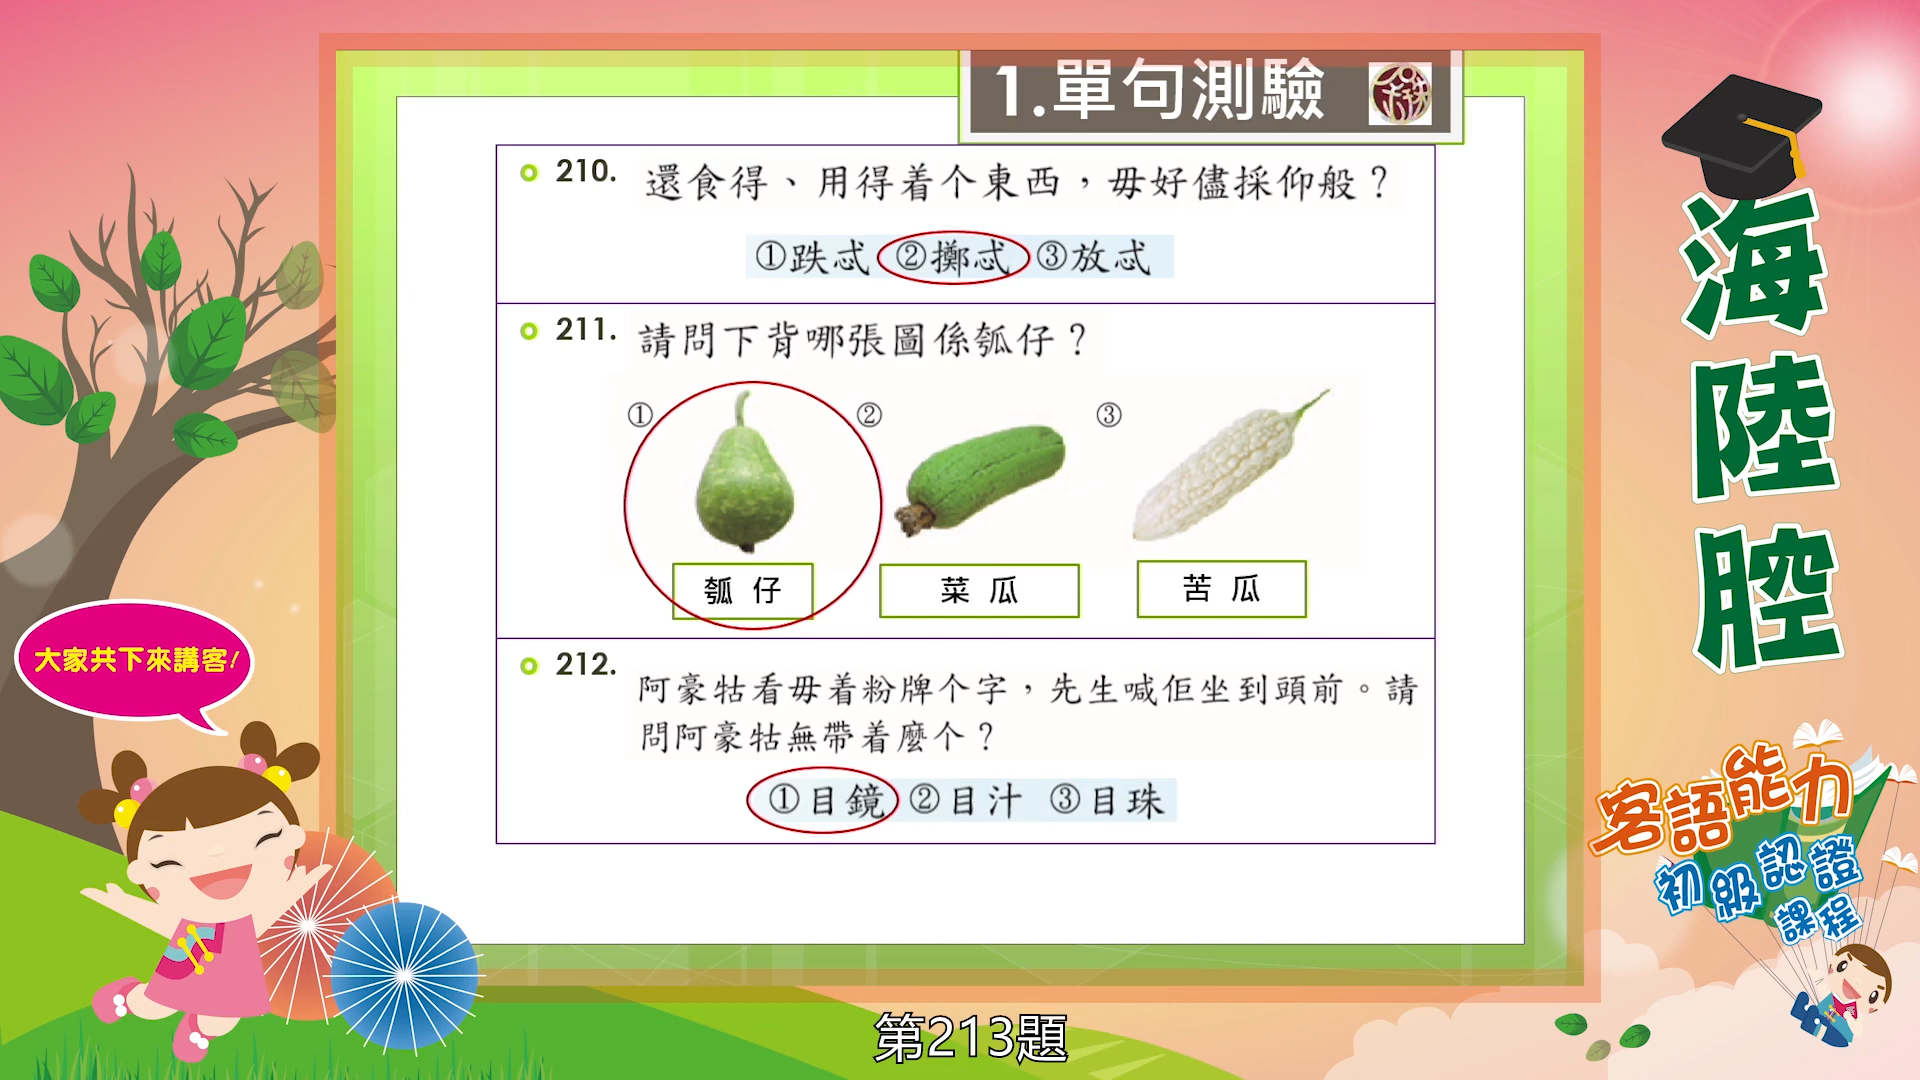 1.單句測驗
210. 還食得、用得着个東西，毋好儘採仰般？
①跌忒 ②擲忒 ③放忒
211. 請問下背哪張圖係瓠仔？
① ② ③
瓠仔 菜瓜 苦瓜
212. 阿豪牯看毋着粉牌个字，先生喊佢坐到頭前。請
問阿豪牯無帶着麼个？
①目鏡 ②目汁 ③目珠
海陸腔
客語能力
初級認證
課程
大家共下來講客!
第213題